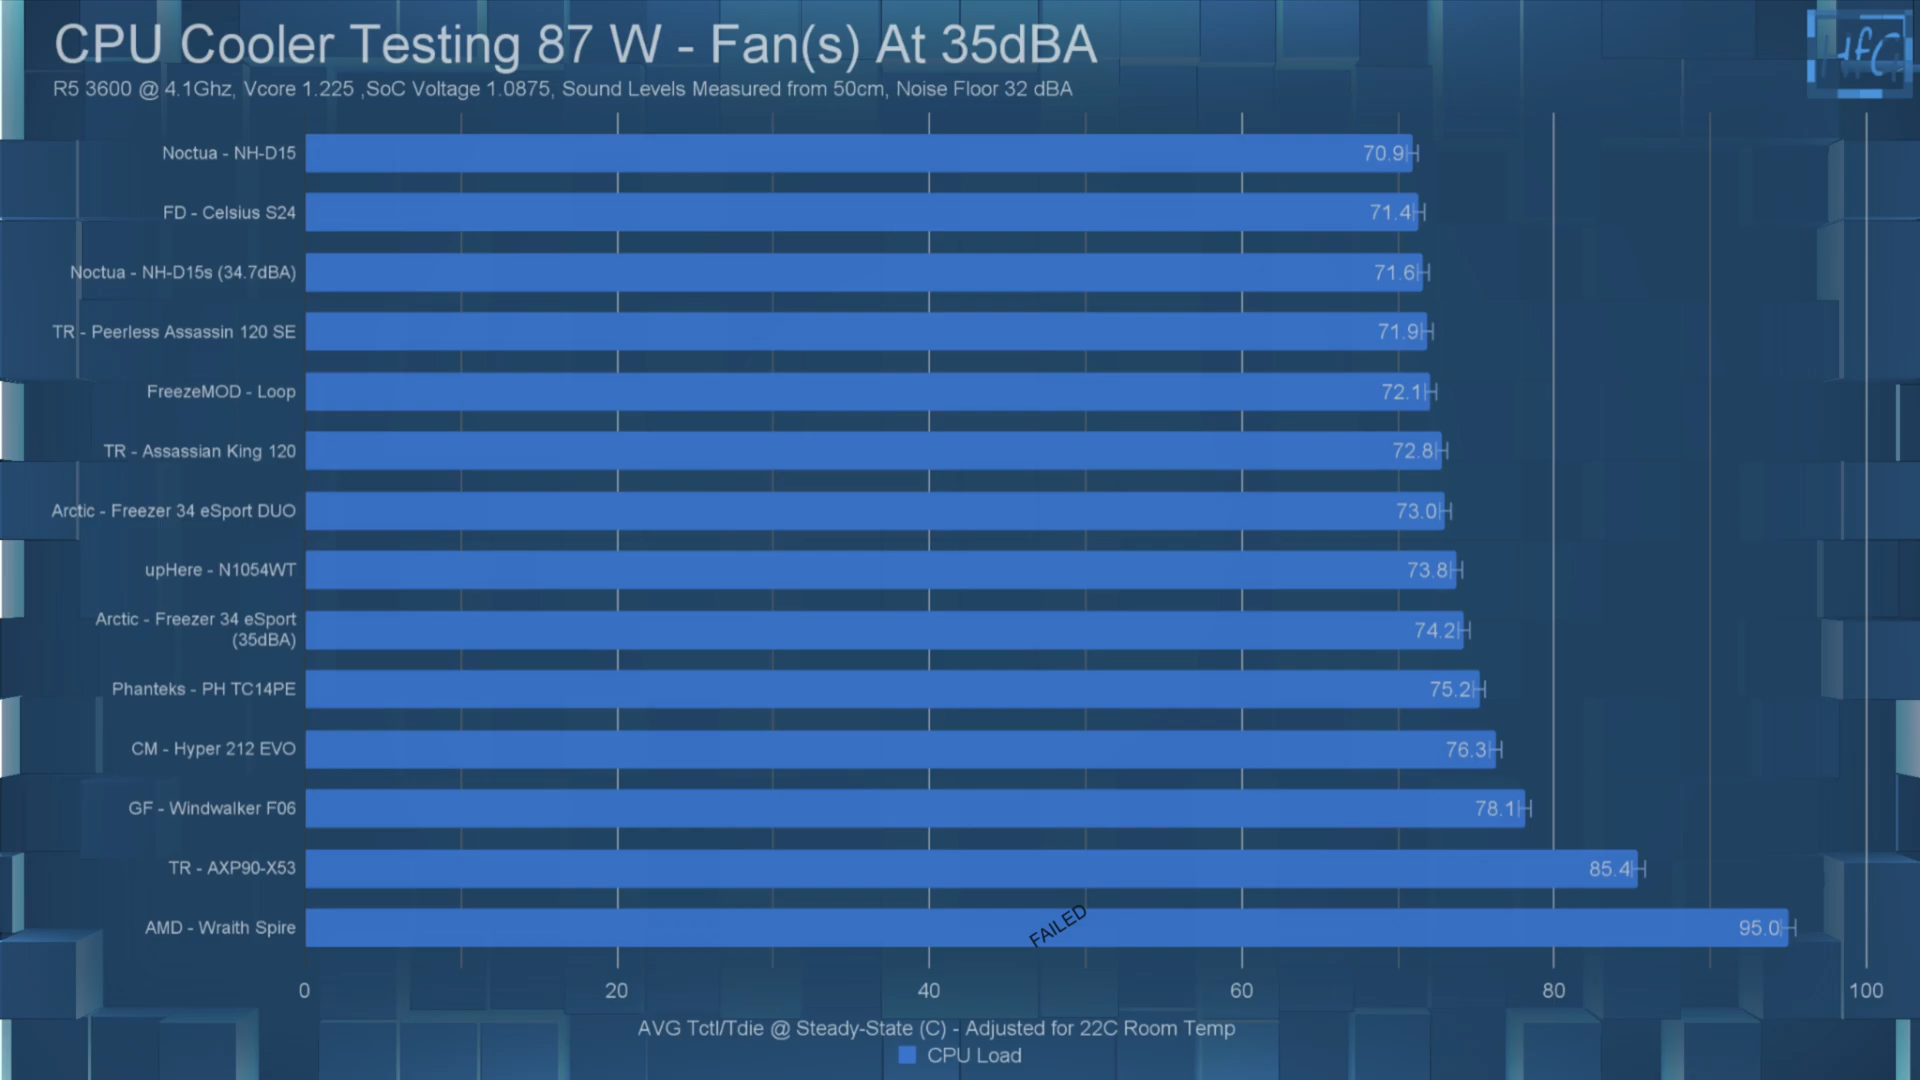 CPU Cooler Testing 87 W - Fan(s) At 35dBA
HfC
R5 3600 @ 4.1Ghz, Vcore 1.225 ,SoC Voltage 1.0875, Sound Levels Measured from 50cm, Noise Floor 32 dBA
Noctua - NH-D15 70.9
FD - Celsius S24 71.4
Noctua - NH-D15s (34.7dBA) 71.6
TR - Peerless Assassin 120 SE 71.9
FreezeMOD - Loop 72.1
TR - Assassian King 120 72.8
Arctic - Freezer 34 eSport DUO 73.0
upHere - N1054WT 73.8
Arctic - Freezer 34 eSport
(35dBA) 74.2
Phanteks - PH TC14PE 75.2
CM - Hyper 212 EVO 76.3
GF - Windwalker F06 78.1
TR - AXP90-X53 85.4
AMD - Wraith Spire FAILED 95.0
0 20 40 60 80 100
AVG Tctl/Tdie @ Steady-State (C) - Adjusted for 22C Room Temp
CPU Load